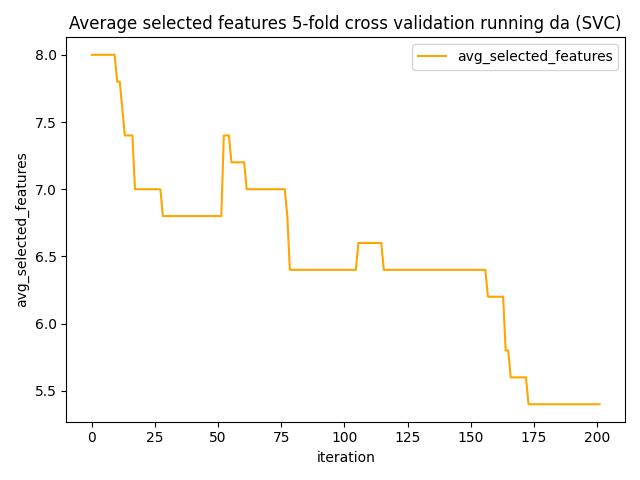 Average selected features 5-fold cross validation running da (SVC)
avg_selected_features
8.0
7.5
7.0
6.5
6.0
5.5
avg_selected_features
0 25 50 75 100 125 150 175 200
iteration